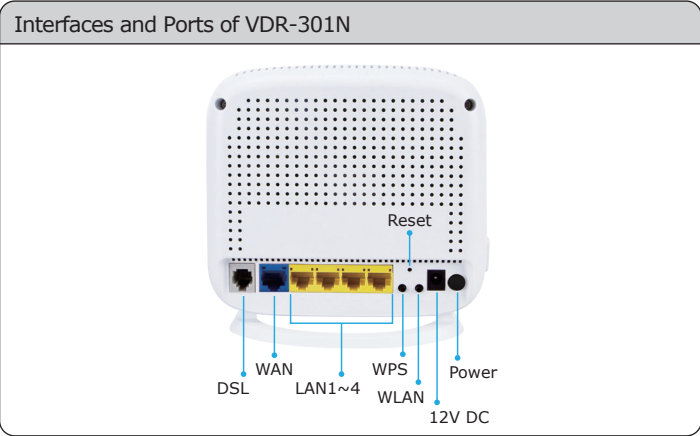 Interfaces and Ports of VDR-301N
Reset
WAN
WPS
Power
DSL
LAN1~4
WLAN
12V DC